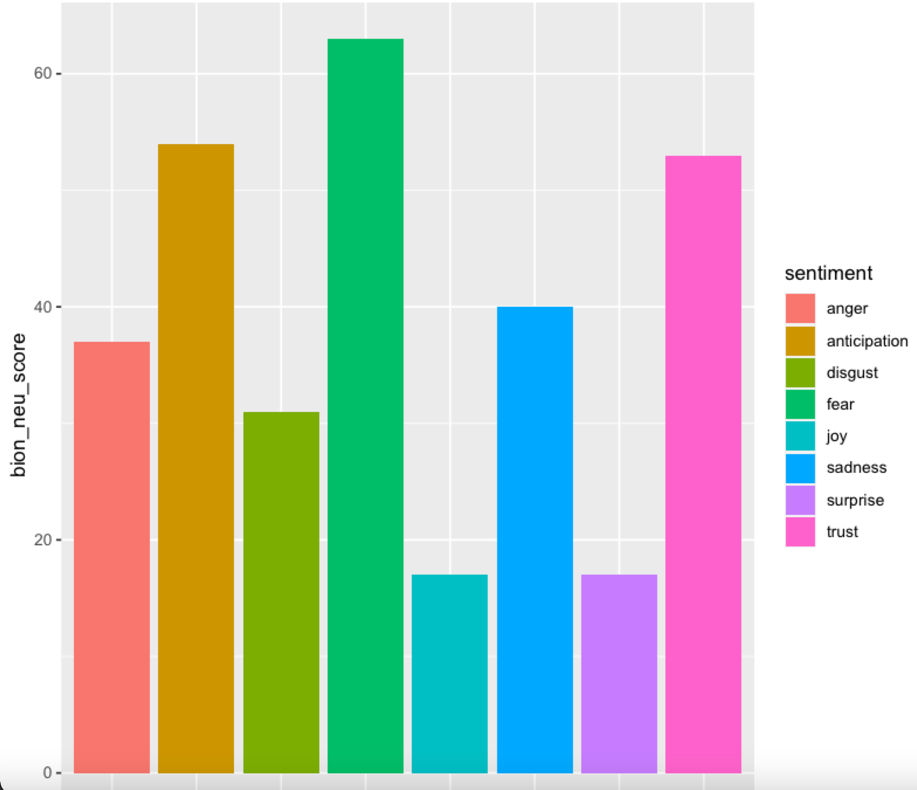 60
40
20
0
bion_neu_score
sentiment
anger
anticipation
disgust
fear
joy
sadness
surprise
trust